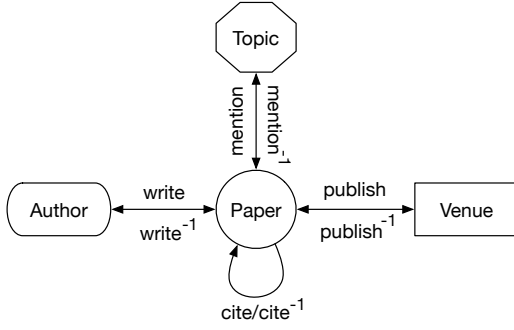 Topic
mention
mention⁻¹
write
publish
Author
Paper
Venue
write⁻¹
publish⁻¹
cite/cite⁻¹